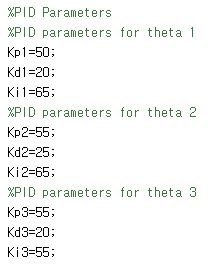 %PID Parameters
%PID parameters for theta 1
Kp1=50;
Kd1=20;
Ki1=65;
%PID parameters for theta 2
Kp2=55;
Kd2=25;
Ki2=65;
%PID parameters for theta 3
Kp3=55;
Kd3=20;
Ki3=55;